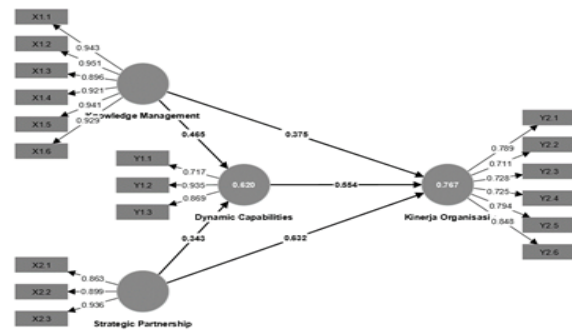 X1.1
X1.2
X1.3
X1.4
X1.5
X1.6
0.943
0.951
0.896
0.921
0.941
0.929
Knowledge Management
0.465
0.375
Y1.1
Y1.2
Y1.3
0.717
0.935
0.869
0.620
Dynamic Capabilities
0.554
0.767
Kinerja Organisasi
Y2.1
Y2.2
Y2.3
Y2.4
Y2.5
Y2.6
0.789
0.711
0.728
0.725
0.794
0.848
0.343
0.632
X2.1
X2.2
X2.3
0.863
0.899
0.936
Strategic Partnership